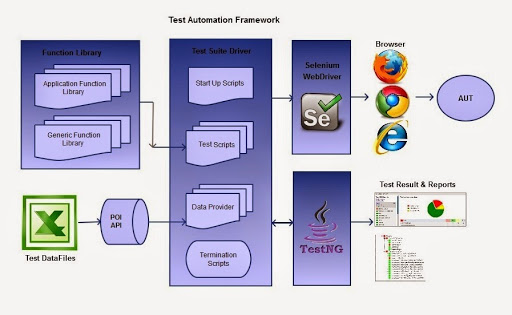 Test Automation Framework
Function Library
Application Function
Library
Generic Function
Library
Test Suite Driver
Start Up Scripts
Test Scripts
Data Provider
Termination
Scripts
Selenium
WebDriver
Se
Browser
AUT
Test DataFiles
POI
API
TestNG
Test Result & Reports